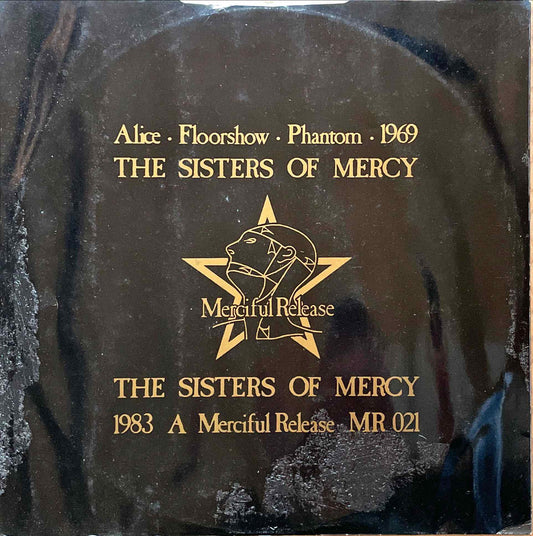 Alice · Floorshow · Phantom · 1969
THE SISTERS OF MERCY
Merciful Release
THE SISTERS OF MERCY
1983 A Merciful Release MR 021